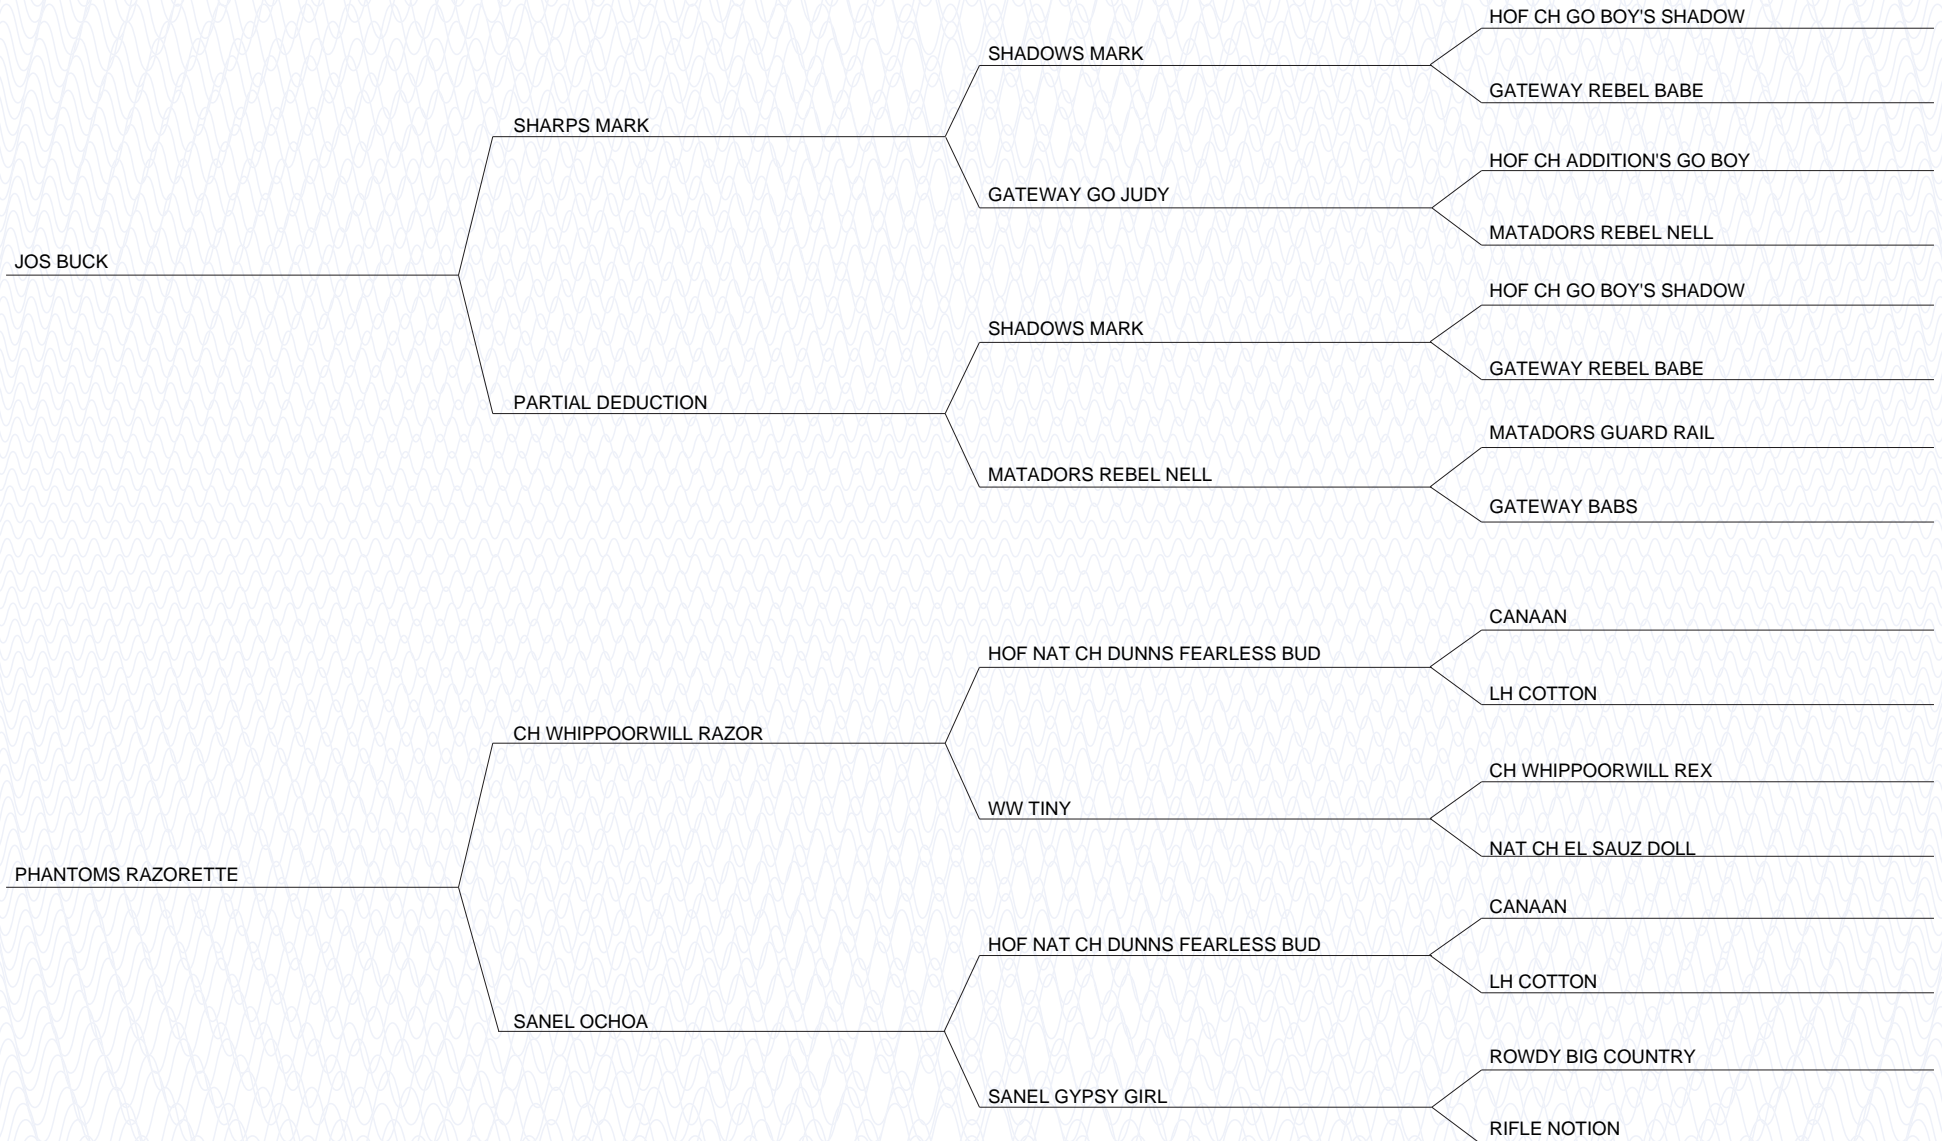 HOF CH GO BOY'S SHADOW
SHADOWS MARK
GATEWAY REBEL BABE
SHARPS MARK
HOF CH ADDITION'S GO BOY
GATEWAY GO JUDY
MATADORS REBEL NELL
JOS BUCK
HOF CH GO BOY'S SHADOW
SHADOWS MARK
GATEWAY REBEL BABE
PARTIAL DEDUCTION
MATADORS GUARD RAIL
MATADORS REBEL NELL
GATEWAY BABS
CANAAN
HOF NAT CH DUNNS FEARLESS BUD
LH COTTON
CH WHIPPOORWILL RAZOR
CH WHIPPOORWILL REX
WW TINY
NAT CH EL SAUZ DOLL
PHANTOMS RAZORETTE
CANAAN
HOF NAT CH DUNNS FEARLESS BUD
LH COTTON
SANEL OCHOA
ROWDY BIG COUNTRY
SANEL GYPSY GIRL
RIFLE NOTION